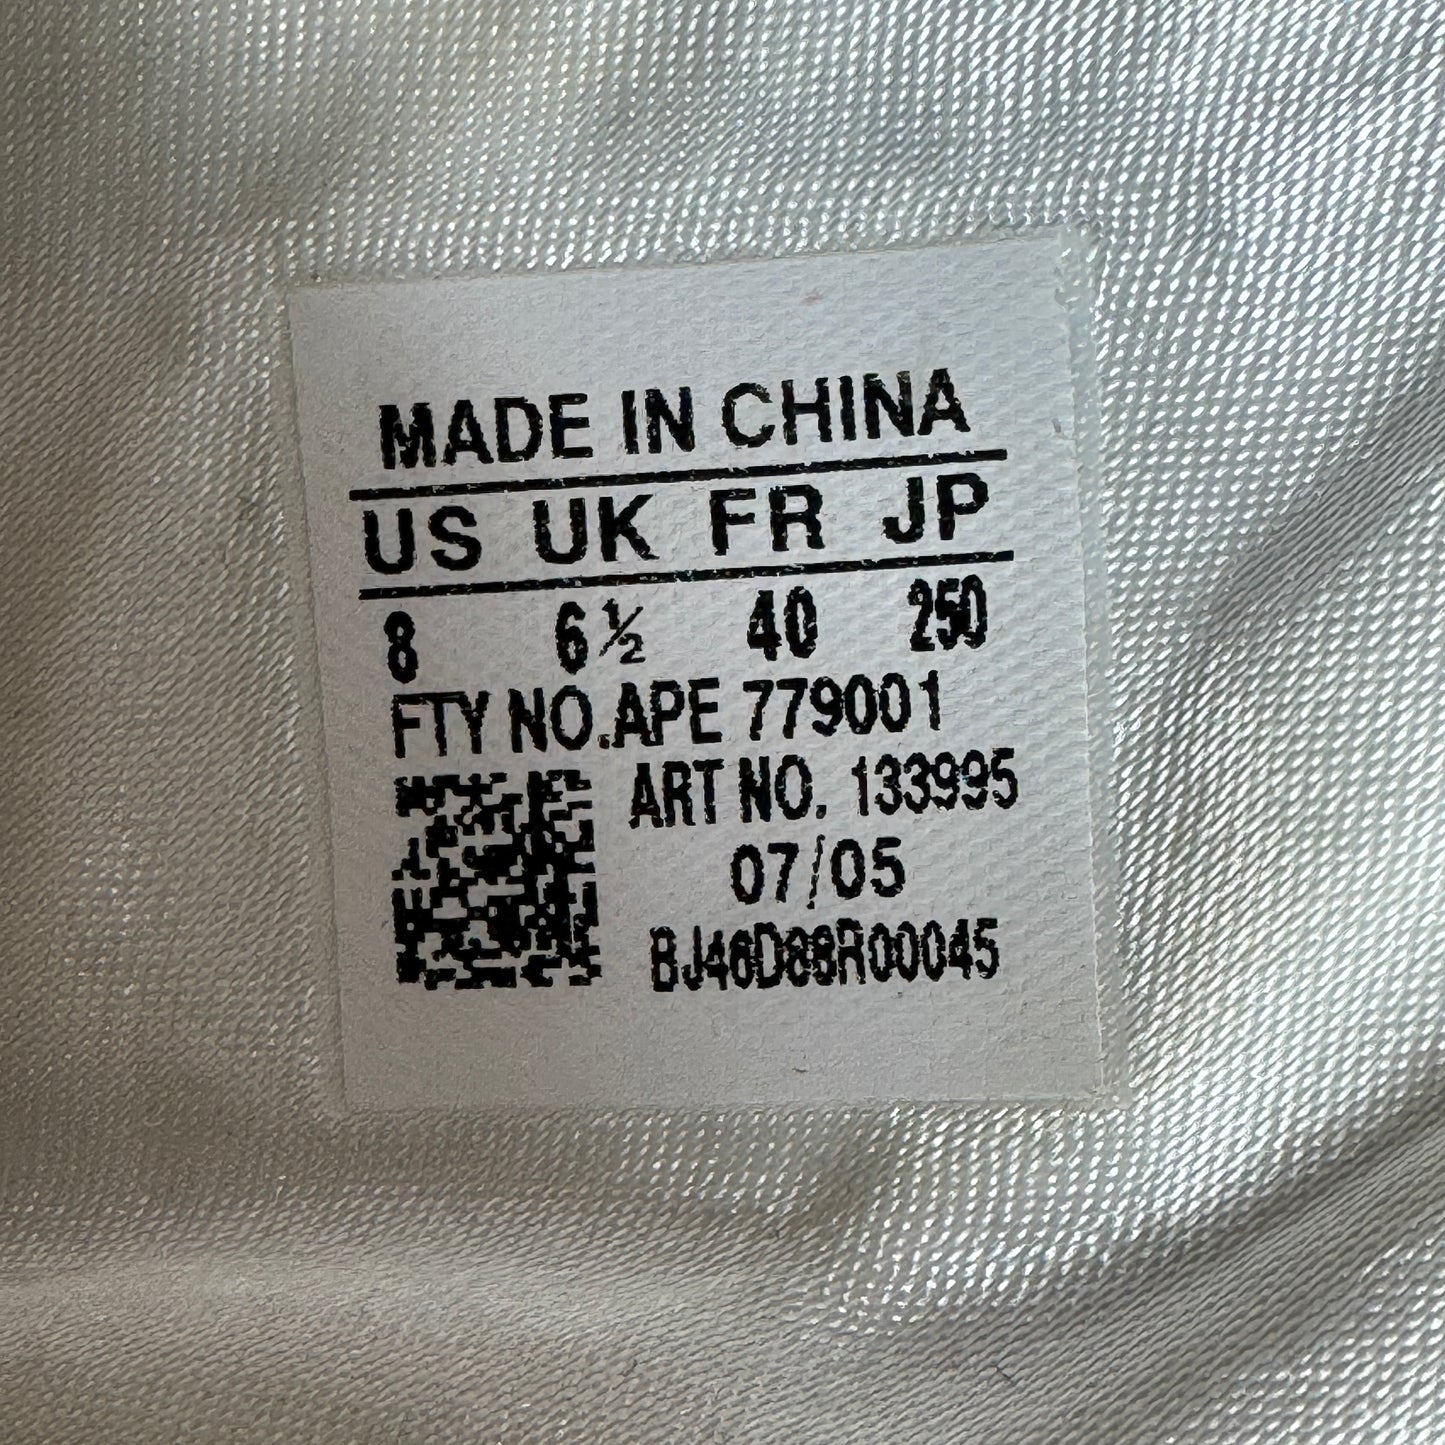 MADE IN CHINA
US UK FR JP
8 6½ 40 250
FTY NO.APE 779001
ART NO. 133995
07/05
BJ46D88R00045